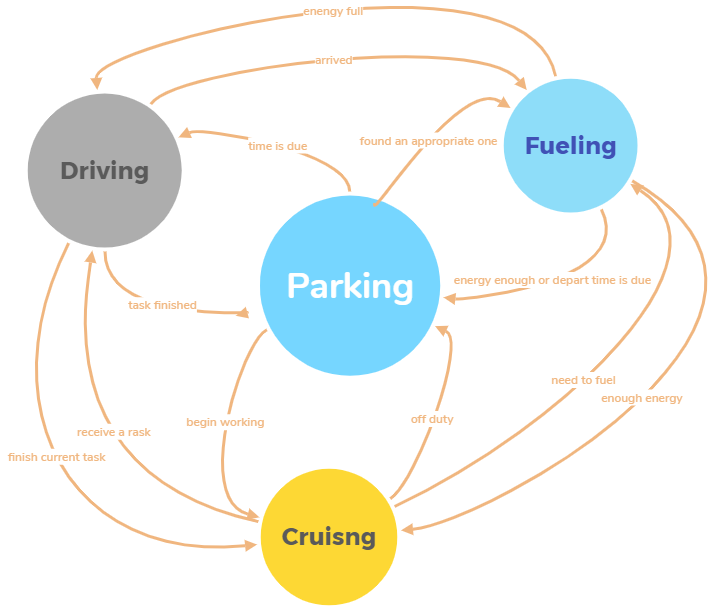 enengy full
arrived
Driving
time is due
found an appropriate one
Fueling
Parking
energy enough or depart time is due
task finished
need to fuel
enough energy
begin working
off duty
receive a rask
finish current task
Cruisng